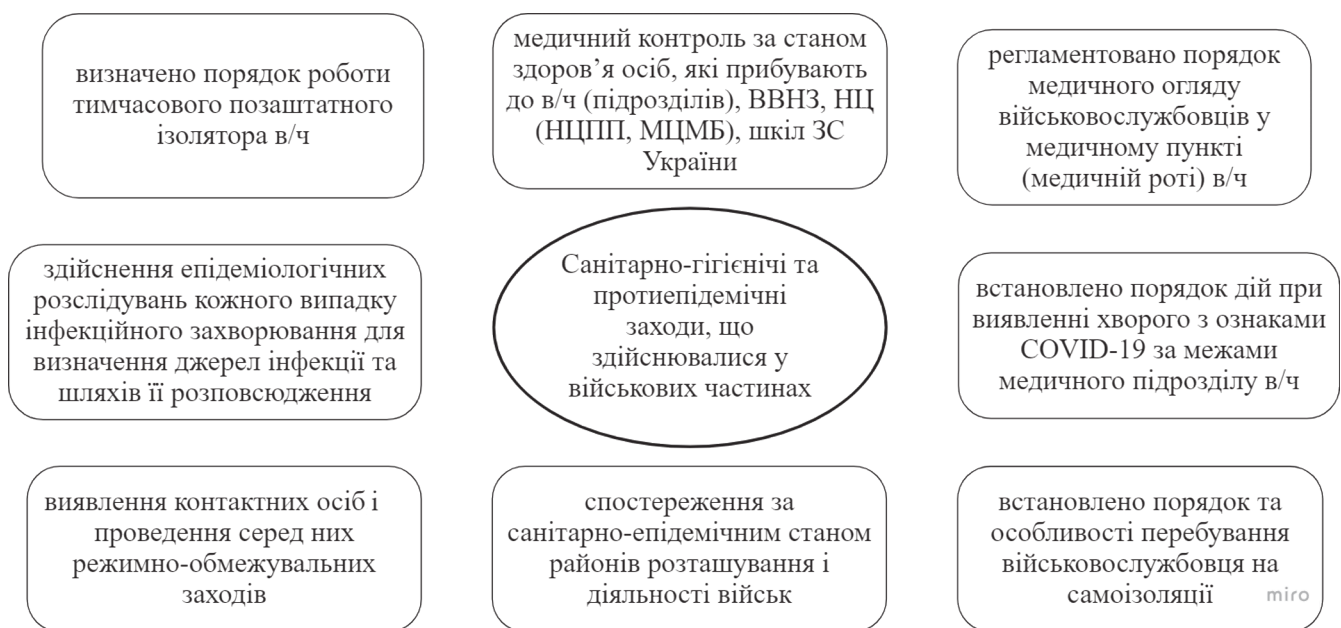 визначено порядок роботи
тимчасового позаштатного
ізолятора в/ч
медичний контроль за станом
здоров’я осіб, які прибувають
до в/ч (підрозділів), ВВНЗ, НЦ
(НЦПП, МЦМБ), шкіл ЗС
України
регламентовано порядок
медичного огляду
військовослужбовців у
медичному пункті
(медичній роті) в/ч
здійснення епідеміологічних
розслідувань кожного випадку
інфекційного захворювання для
визначення джерел інфекції та
шляхів її розповсюдження
Санітарно-гігієнічі та
протиепідемічні
заходи, що
здійснювалися у
військових частинах
встановлено порядок дій при
виявленні хворого з ознаками
COVID-19 за межами
медичного підрозділу в/ч
виявлення контактних осіб і
проведення серед них
режимно-обмежувальних
заходів
спостереження за
санітарно-епідемічним станом
районів розташування і
діяльності військ
встановлено порядок та
особливості перебування
військовослужбовця на
самоізоляції
miro